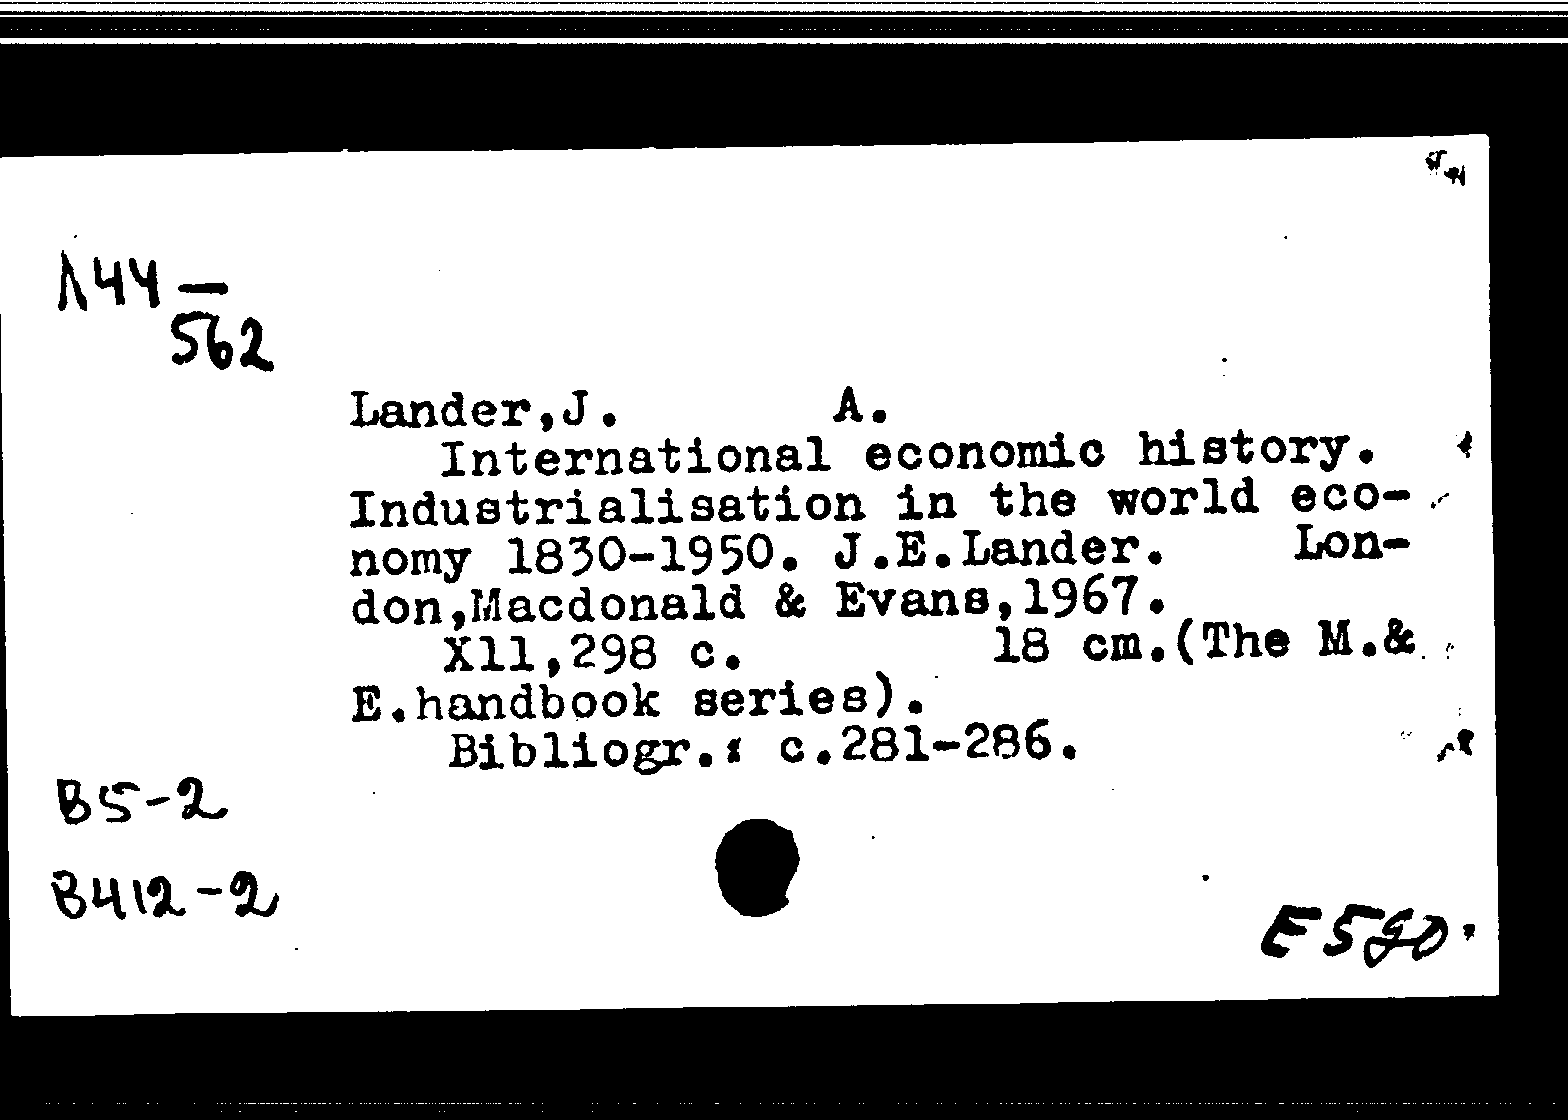 Л44—
562
Lander,J. A.
International economic history.
Industrialisation in the world eco-
nomy 1830-1950. J.E.Lander. Lon-
don,Macdonald & Evans,1967.
X11,298 c. 18 cm.(The M.&
E.handbook series).
Bibliogr.: c.281-286.
B5-2
B412-2